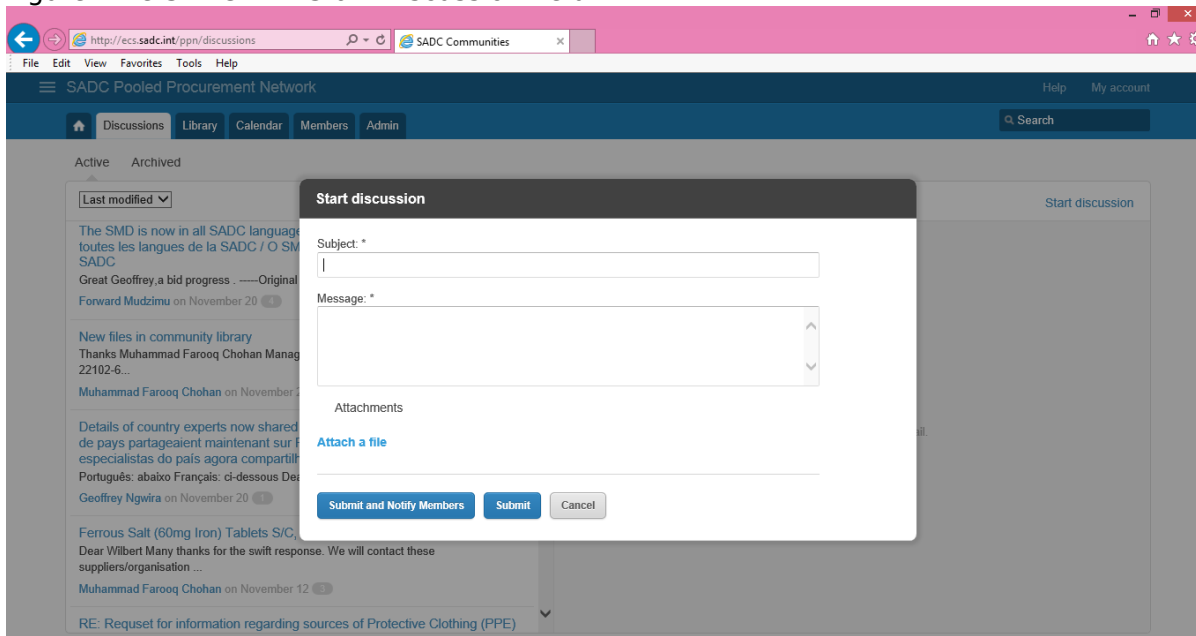 http://ecs.sadc.int/ppn/discussions
SADC Communities
File Edit View Favorites Tools Help
SADC Pooled Procurement Network
Help My account
Discussions Library Calendar Members Admin
Search
Active Archived
Last modified
Start discussion
Start discussion
The SMD is now in all SADC language
toutes les langues de la SADC / O SM
SADC
Great Geoffrey,a bid progress . -----Original
Forward Mudzimu on November 20 4
New files in community library
Thanks Muhammad Farooq Chohan Manag
22102-6...
Muhammad Farooq Chohan on November
Details of country experts now shared
de pays partageaient maintenant sur
especialistas do país agora compartilh
Português: abaixo Français: ci-dessous Dea
Geoffrey Ngwira on November 20 1
Ferrous Salt (60mg Iron) Tablets S/C,
Dear Wilbert Many thanks for the swift response. We will contact these
suppliers/organisation ...
Muhammad Farooq Chohan on November 12 3
RE: Requset for information regarding sources of Protective Clothing (PPE)
Subject: *
Message: *
Attachments
Attach a file
Submit and Notify Members Submit Cancel